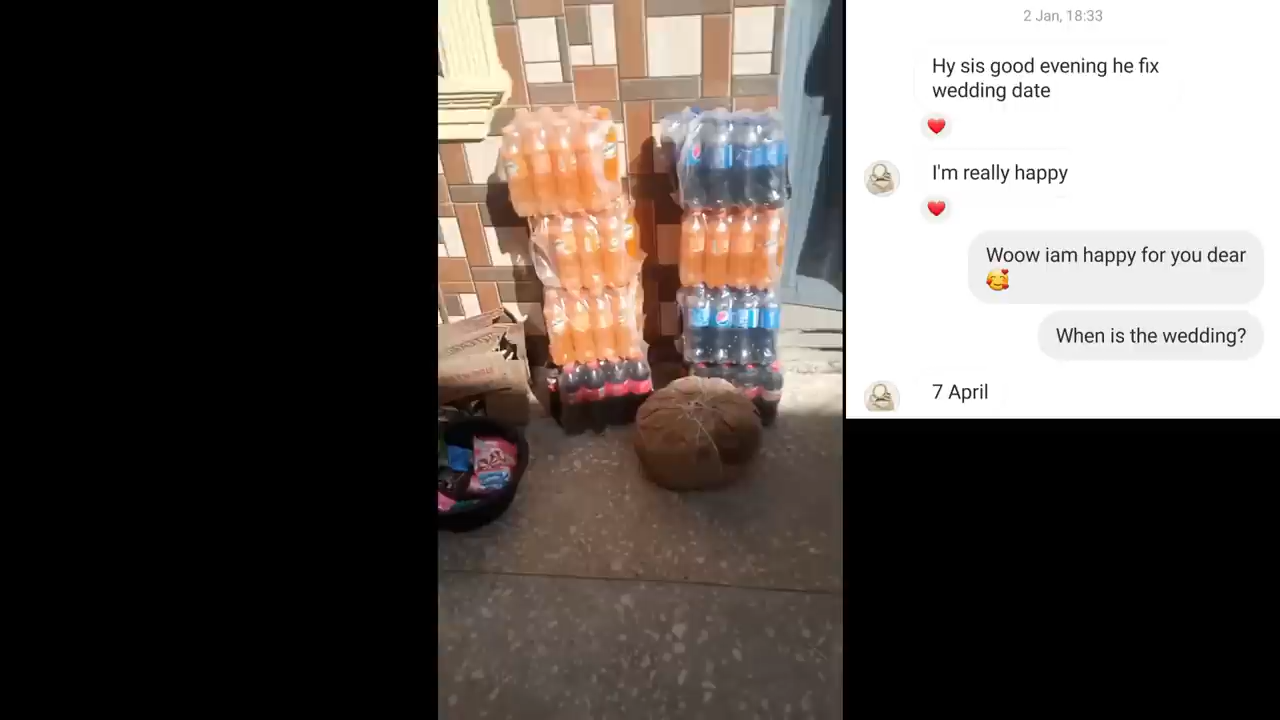 2 Jan, 18:33
Hy sis good evening he fix
wedding date
I'm really happy
Woow iam happy for you dear
🥰
When is the wedding?
7 April